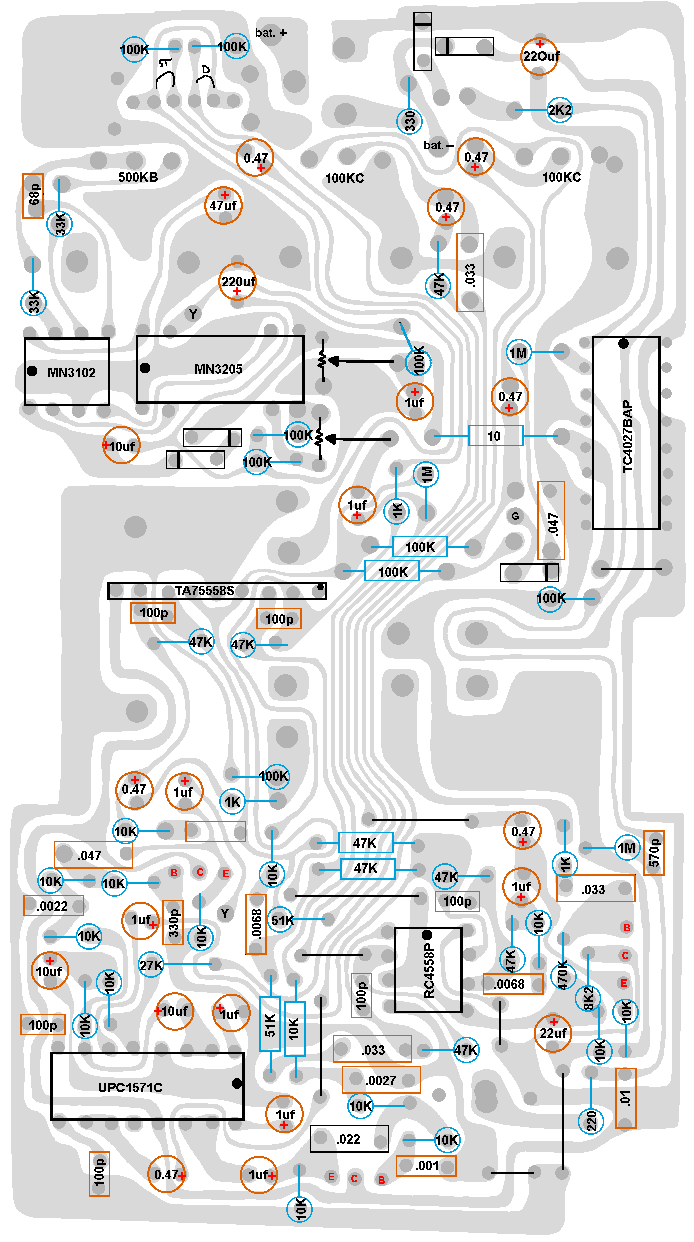 bat. +
100K
100K
220uf
330
2K2
0.47
bat. -
0.47
500KB
100KC
100KC
68p
33K
47uf
0.47
47K
.033
33K
220uf
Y
MN3102
MN3205
100K
1M
TC4027BAP
1uf
0.47
10uf
100K
10
100K
1M
1uf
1K
G
.047
100K
100K
TA75558S
100K
100p
100p
47K
47K
100K
0.47
1uf
1K
10K
0.47
.047
47K
1K
1M
570p
10K
10K
10K
B C E
47K
47K
1uf
.033
.0022
1uf
330p
Y
.0068
51K
100p
10K
10K
10K
B
47K
RC4558P
C
10uf
27K
470K
E
.0068
8K2
10K
10K
10uf
1uf
51K
10K
100p
22uf
10K
100p
.033
47K
10K
UPC1571C
.0027
1uf
10K
220
.01
.022
10K
100p
0.47
1uf
E C B
.001
10K